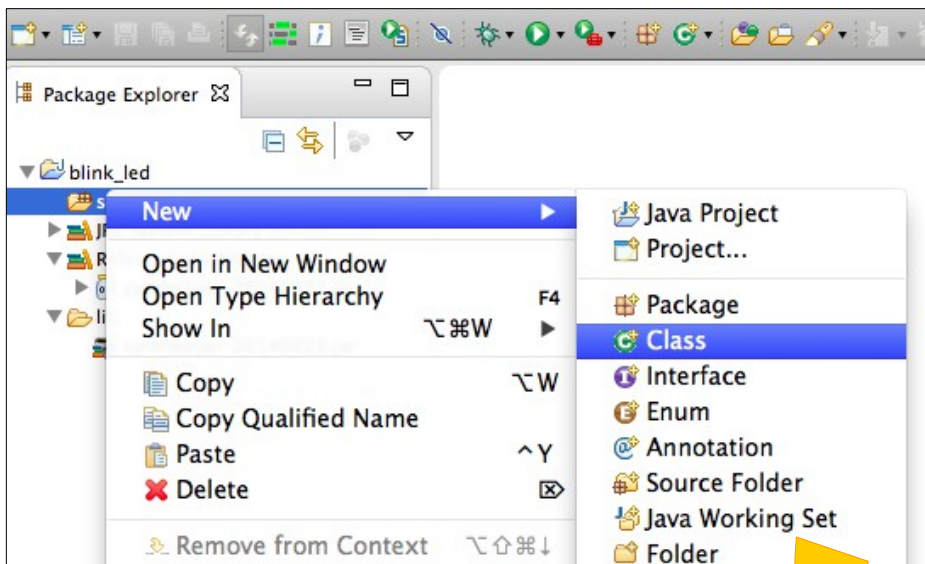 Package Explorer
blink_led
New
Open in New Window
Open Type Hierarchy F4
Show In ⌥⌘W
Copy ⌥W
Copy Qualified Name
Paste ^Y
Delete ⌦
Remove from Context ⌥⇧⌘↓
Java Project
Project...
Package
Class
Interface
Enum
Annotation
Source Folder
Java Working Set
Folder